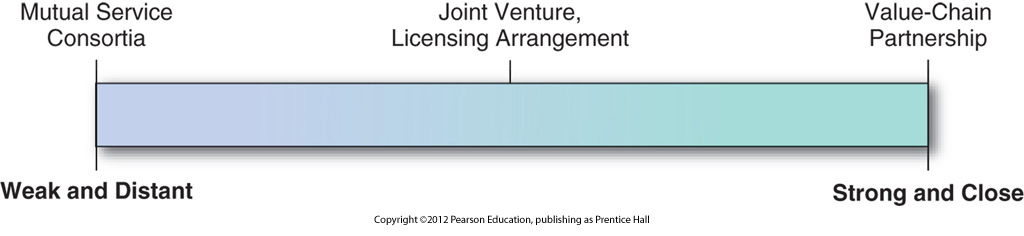 Mutual Service
Consortia
Joint Venture,
Licensing Arrangement
Value-Chain
Partnership
Weak and Distant
Strong and Close
Copyright ©2012 Pearson Education, publishing as Prentice Hall